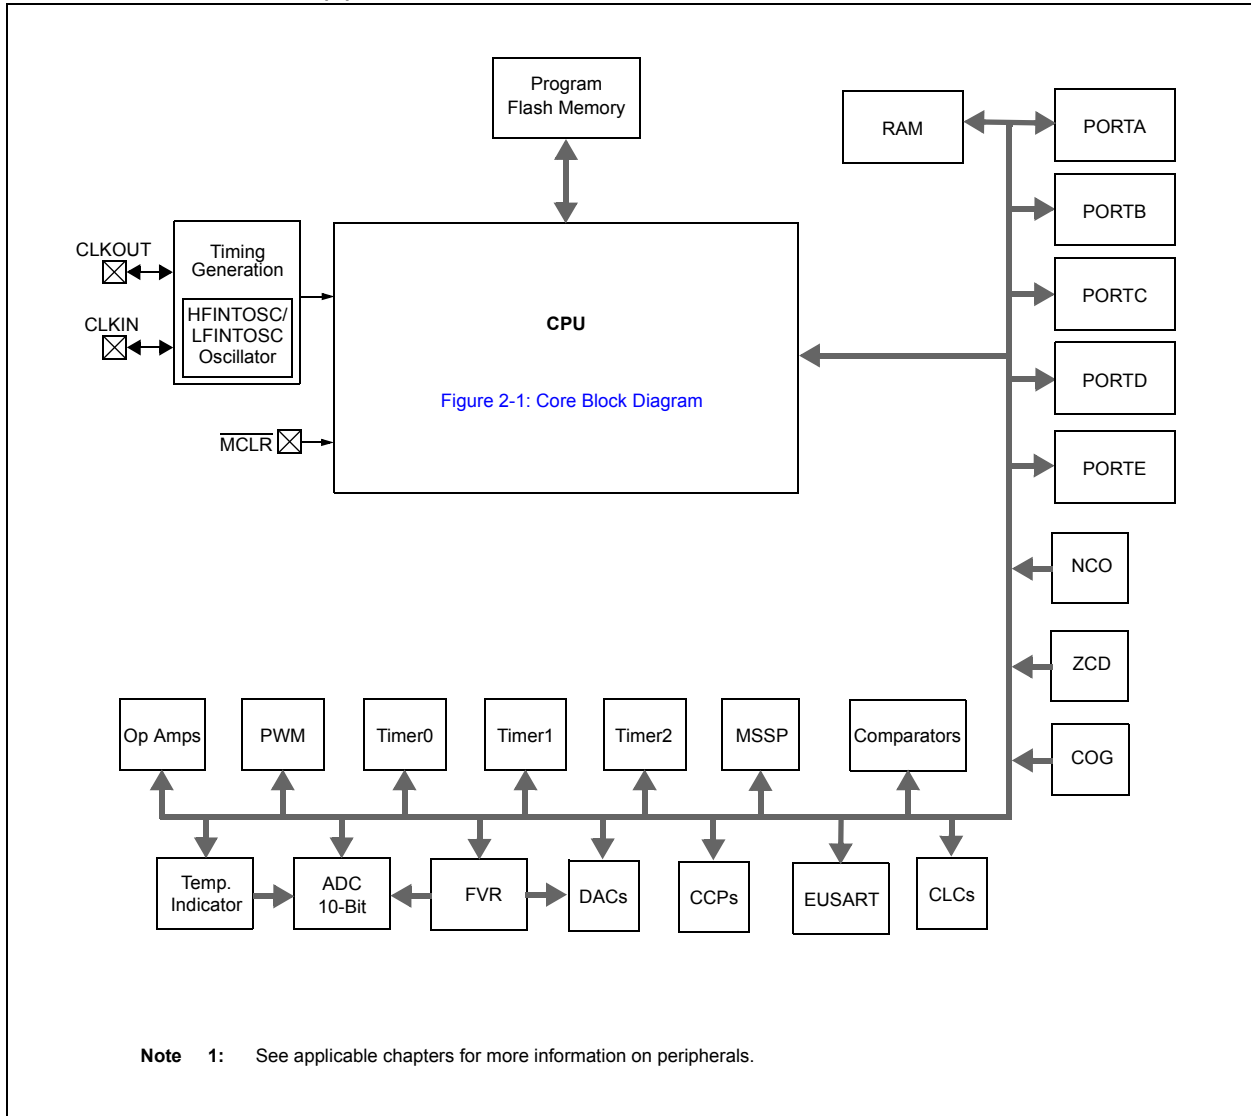 Program
Flash Memory
RAM
PORTA
PORTB
CLKOUT
Timing
Generation
PORTC
HFINTOSC/
LFINTOSC
Oscillator
CLKIN
CPU
PORTD
Figure 2-1: Core Block Diagram
MCLR
PORTE
NCO
ZCD
Op Amps
PWM
Timer0
Timer1
Timer2
MSSP
Comparators
COG
Temp.
Indicator
ADC
10-Bit
FVR
DACs
CCPs
EUSART
CLCs
Note 1: See applicable chapters for more information on peripherals.